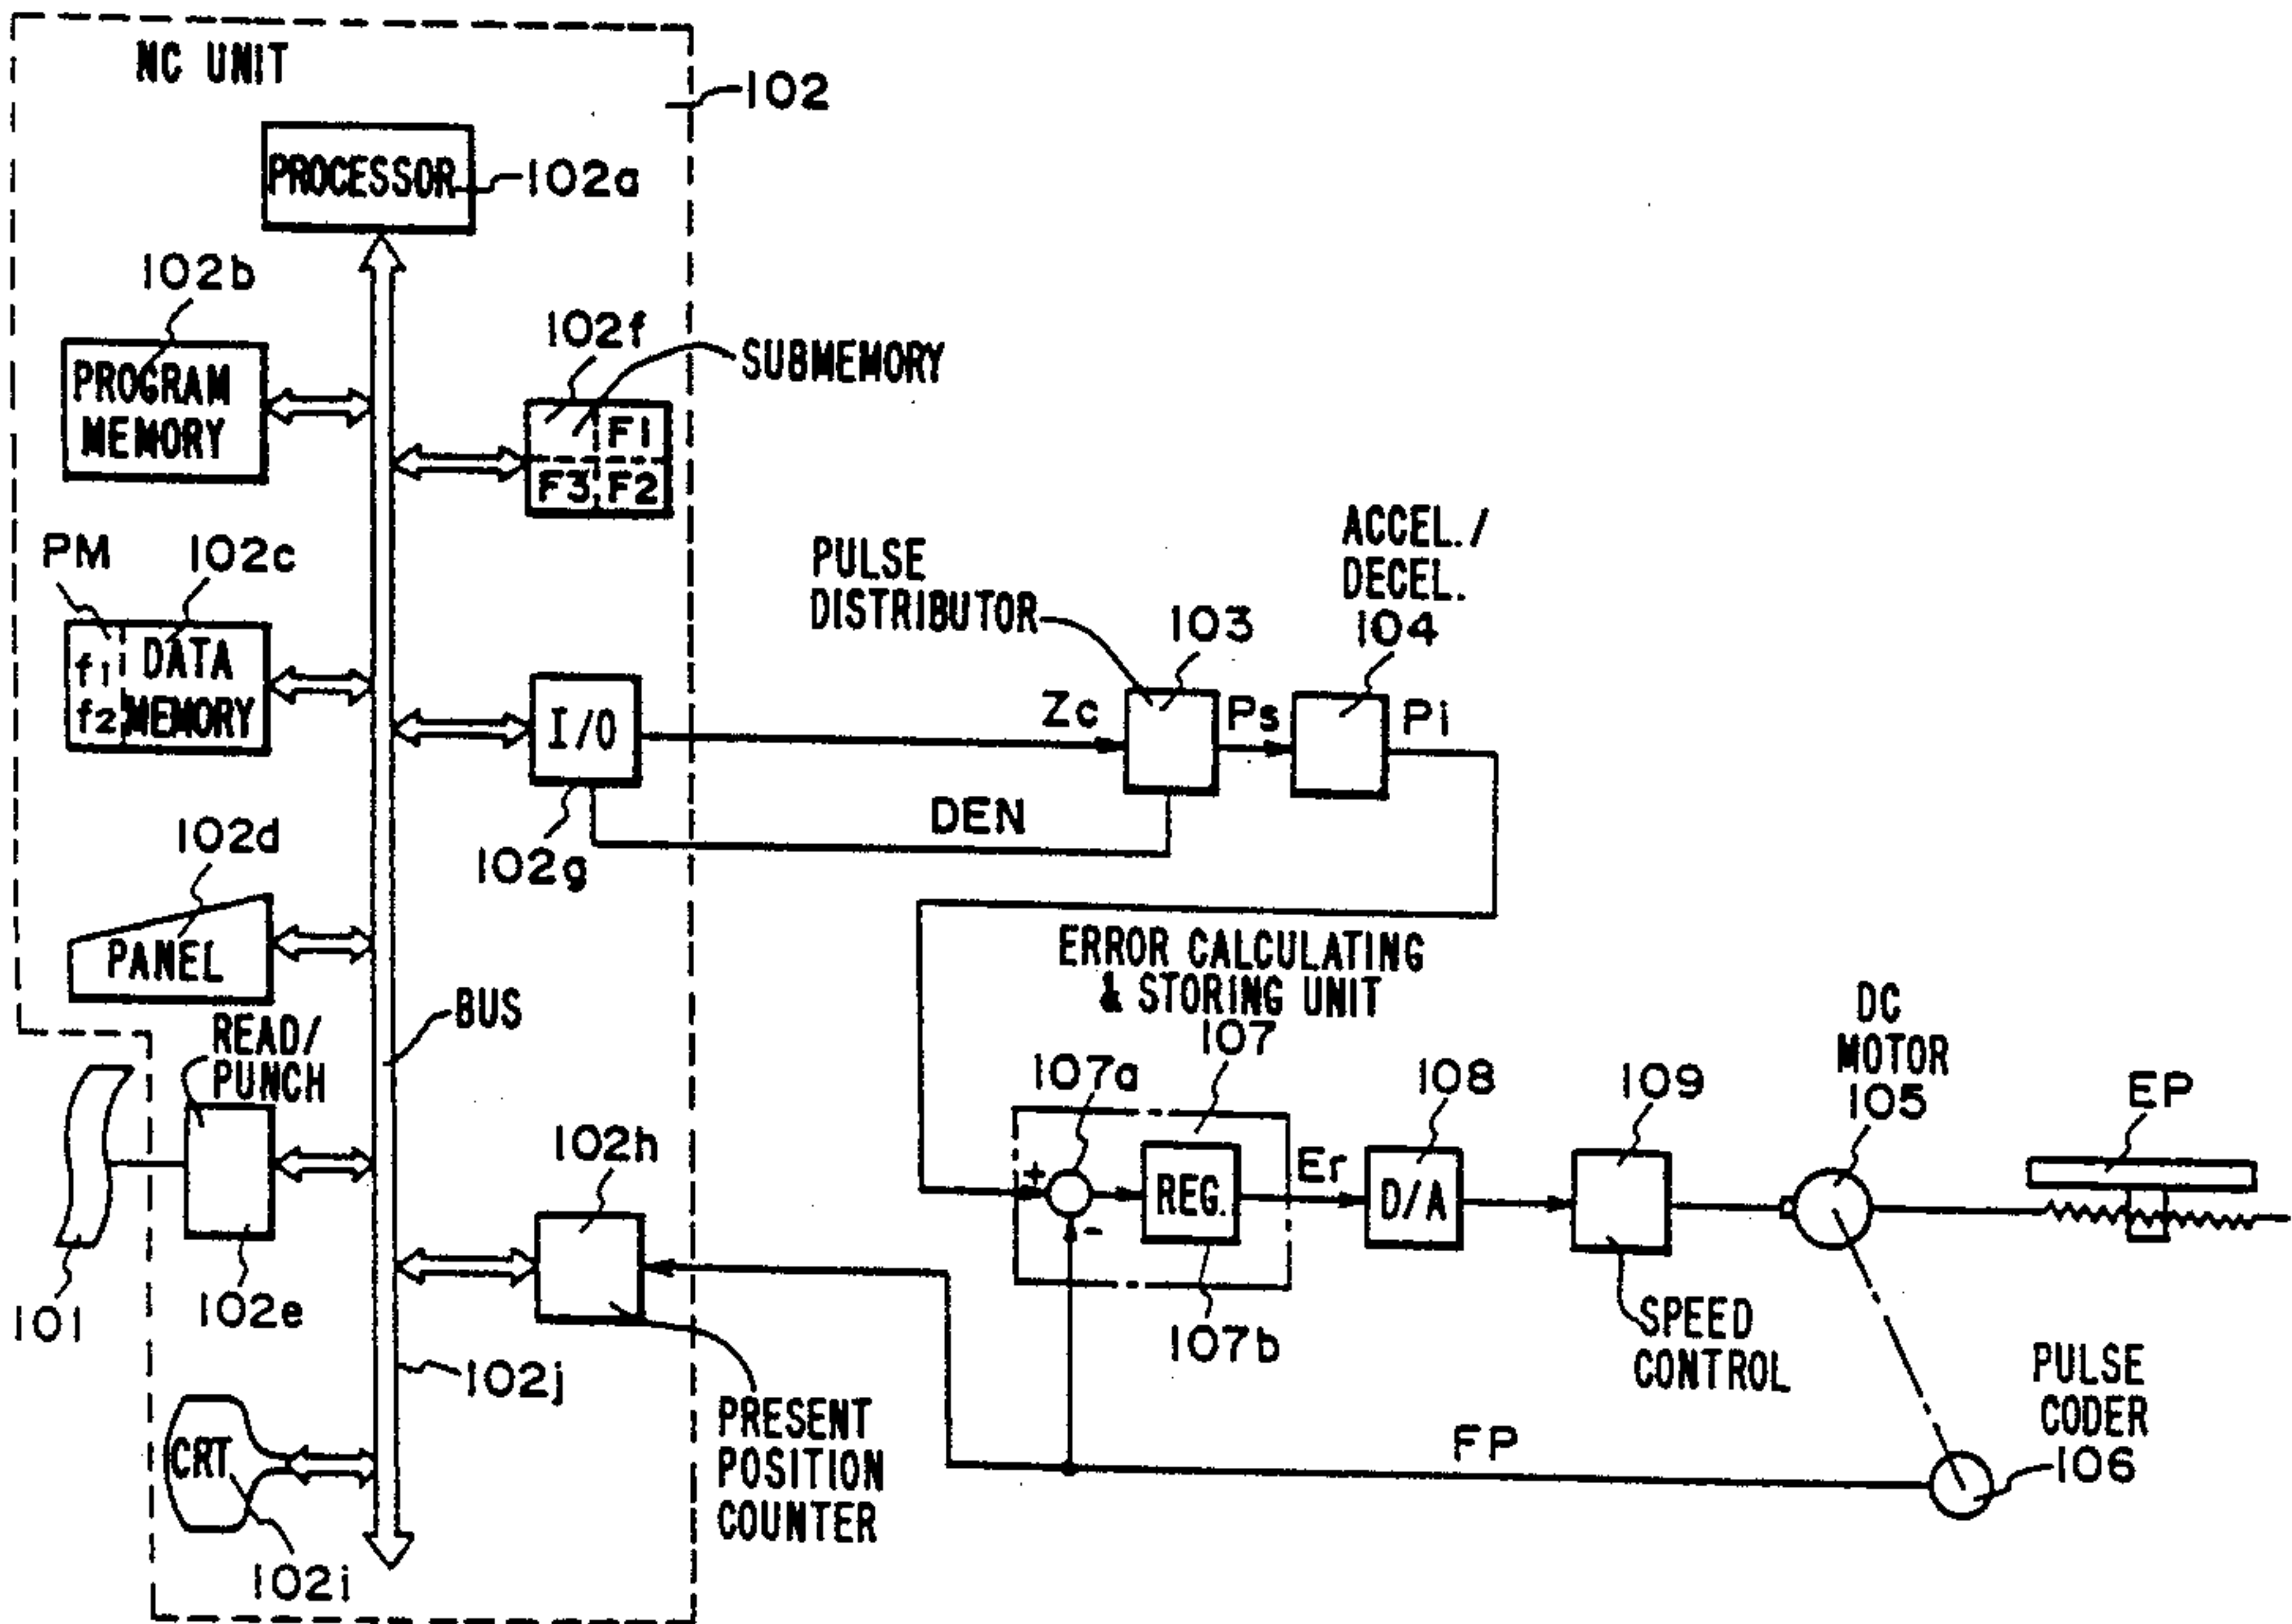 NC UNIT
102
PROCESSOR
102a
102b
PROGRAM
MEMORY
102f
SUBMEMORY
F1
F3
F2
PM
102c
f1
f2
DATA
MEMORY
I/O
102g
Zc
DEN
PULSE
DISTRIBUTOR
103
Ps
ACCEL./
DECEL.
104
Pi
102d
PANEL
BUS
READ/
PUNCH
101
102e
102h
102j
PRESENT
POSITION
COUNTER
CRT
102i
ERROR CALCULATING
& STORING UNIT
107
107a
+
-
REG.
107b
Er
108
D/A
109
SPEED
CONTROL
DC
MOTOR
105
EP
FP
PULSE
CODER
106